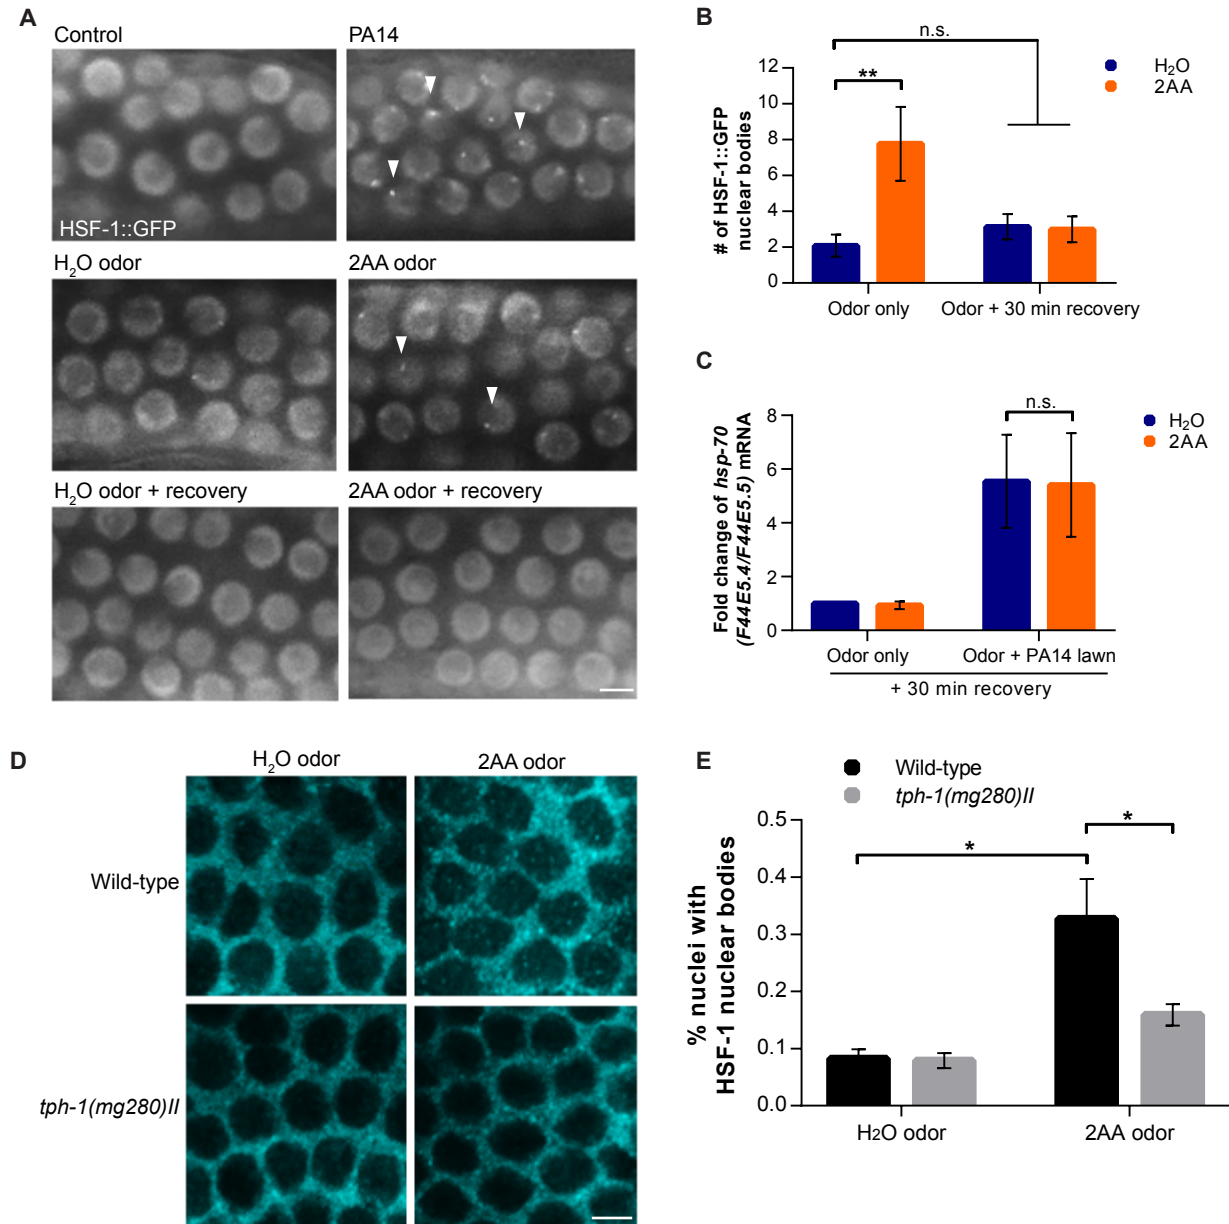 A
Control
PA14
HSF-1::GFP
H2O odor
2AA odor
H2O odor + recovery
2AA odor + recovery
B
n.s.
**
H2O
2AA
# of HSF-1::GFP
nuclear bodies
12
10
8
6
4
2
0
Odor only
Odor + 30 min recovery
C
n.s.
H2O
2AA
Fold change of hsp-70
(F44E5.4/F44E5.5) mRNA
8
6
4
2
0
Odor only
Odor + PA14 lawn
+ 30 min recovery
D
H2O odor
2AA odor
Wild-type
tph-1(mg280)II
E
Wild-type
tph-1(mg280)II
*
*
% nuclei with
HSF-1 nuclear bodies
0.5
0.4
0.3
0.2
0.1
0.0
H2O odor
2AA odor